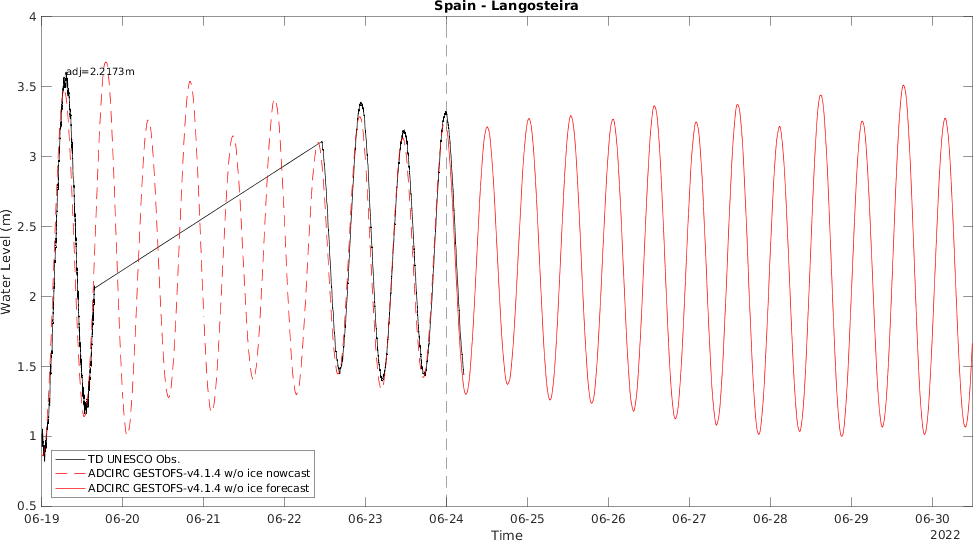 Spain - Langosteira
4
3.5
3
2.5
2
1.5
1
0.5
Water Level (m)
adj=2.2173m
TD UNESCO Obs.
ADCIRC GESTOFS-v4.1.4 w/o ice nowcast
ADCIRC GESTOFS-v4.1.4 w/o ice forecast
06-19 06-20 06-21 06-22 06-23 06-24 06-25 06-26 06-27 06-28 06-29 06-30
2022
Time